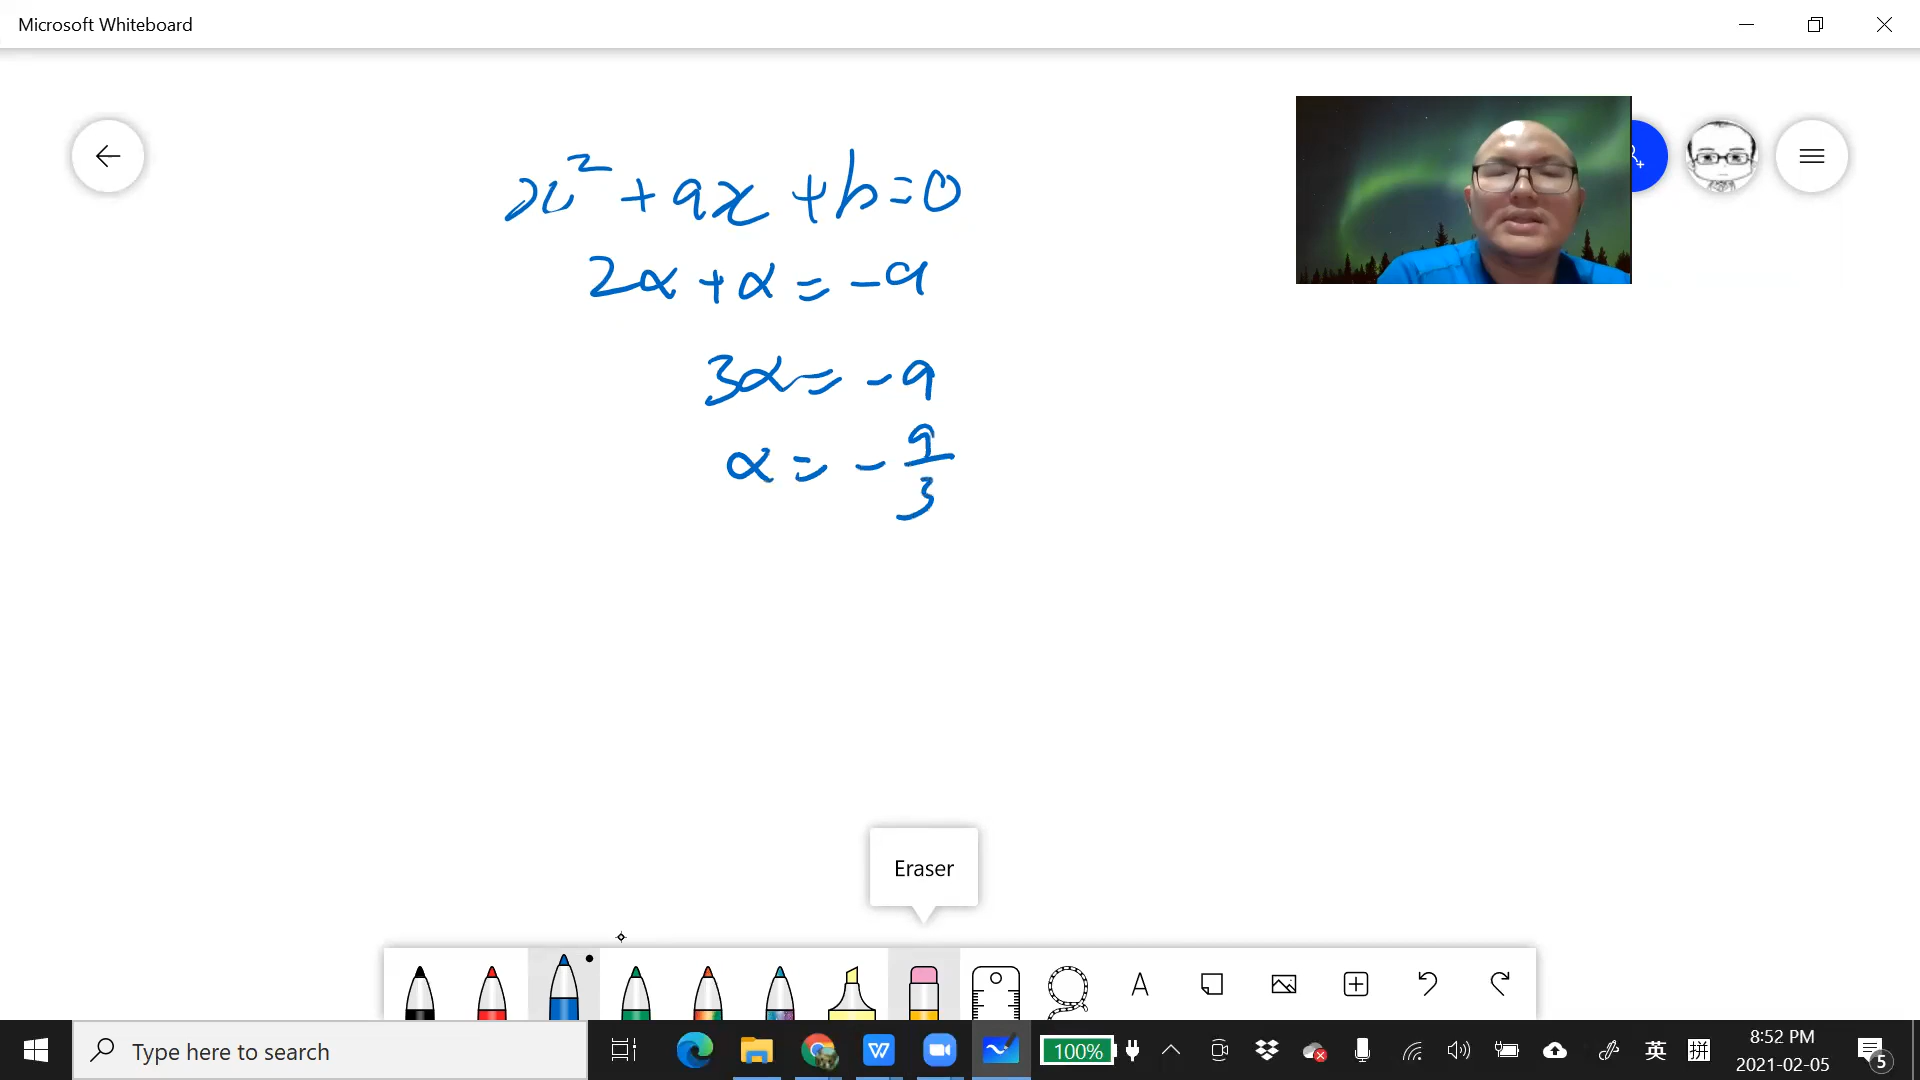 Microsoft Whiteboard
x² + ax + b = 0
2α + α = -a
3α = -a
α = - a/3
Eraser
A
Type here to search
100%
英
拼
8:52 PM
2021-02-05
5